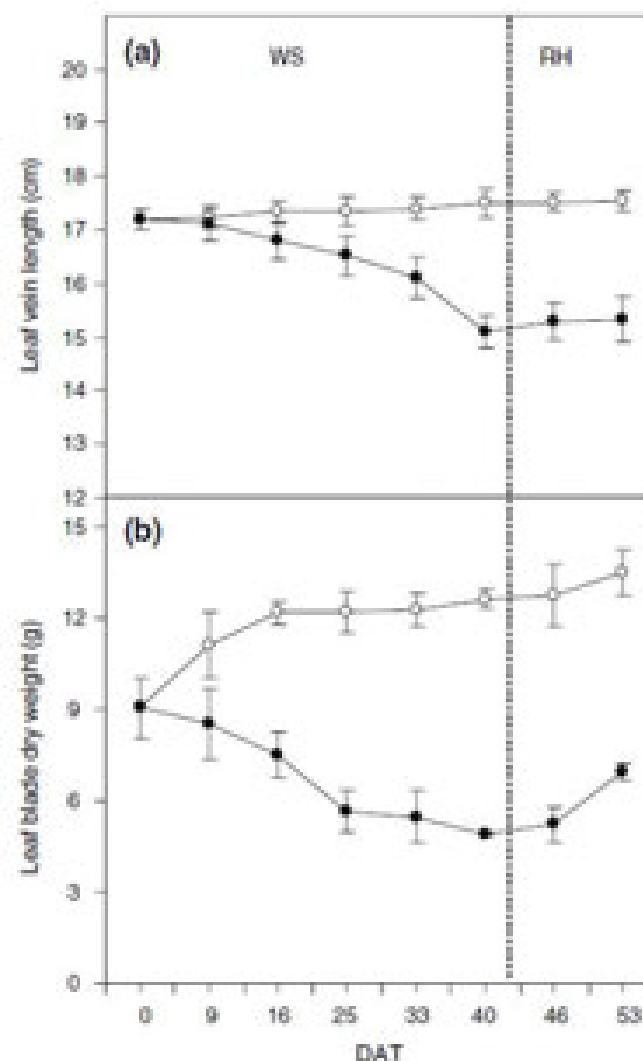 (a)
WS
RH
20
19
18
17
16
15
14
13
12
Leaf vein length (cm)
(b)
15
12
9
6
3
0
Leaf blade dry weight (g)
0 9 16 25 33 40 46 53
DAT